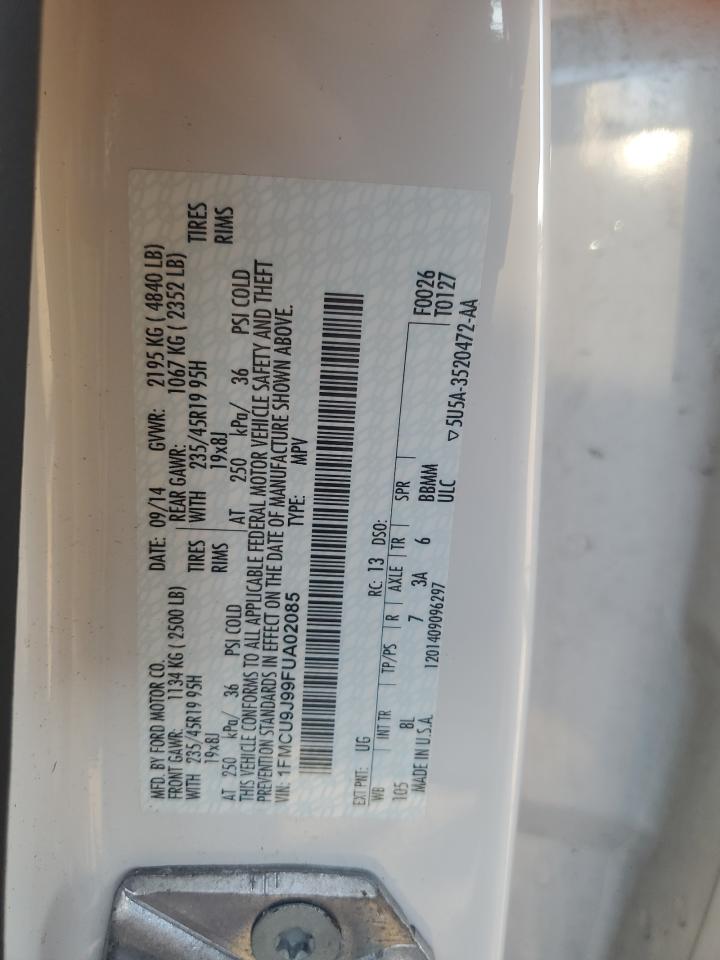 MFD. BY FORD MOTOR CO. DATE: 09/14 GVWR: 2195 KG ( 4840 LB)
FRONT GAWR: 1134 KG ( 2500 LB) REAR GAWR: 1067 KG ( 2352 LB)
WITH 235/45R19 95H TIRES WITH 235/45R19 95H TIRES
19x8J RIMS 19x8J RIMS
AT 250 kPa/ 36 PSI COLD AT 250 kPa/ 36 PSI COLD
THIS VEHICLE CONFORMS TO ALL APPLICABLE FEDERAL MOTOR VEHICLE SAFETY AND THEFT
PREVENTION STANDARDS IN EFFECT ON THE DATE OF MANUFACTURE SHOWN ABOVE.
VIN: 1FMCU9J99FUA02085 TYPE: MPV
EXT PNT: UG RC: 13 DSO: F0026
WB INT TR TP/PS R AXLE TR SPR T0127
105 8L 7 3A 6 BBMM
MADE IN U.S.A. 1201409096297 ULC ▽5U5A-3520472-AA